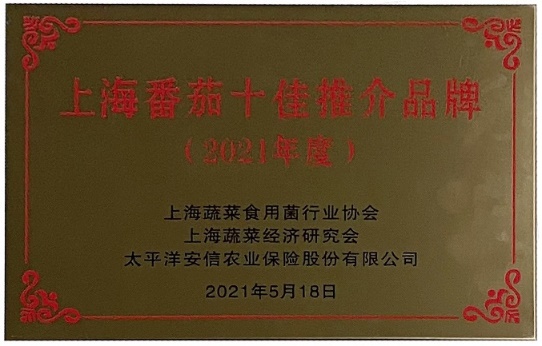 上海番茄十佳推介品牌
（2021年度）
上海蔬菜食用菌行业协会
上海蔬菜经济研究会
太平洋安信农业保险股份有限公司
2021年5月18日